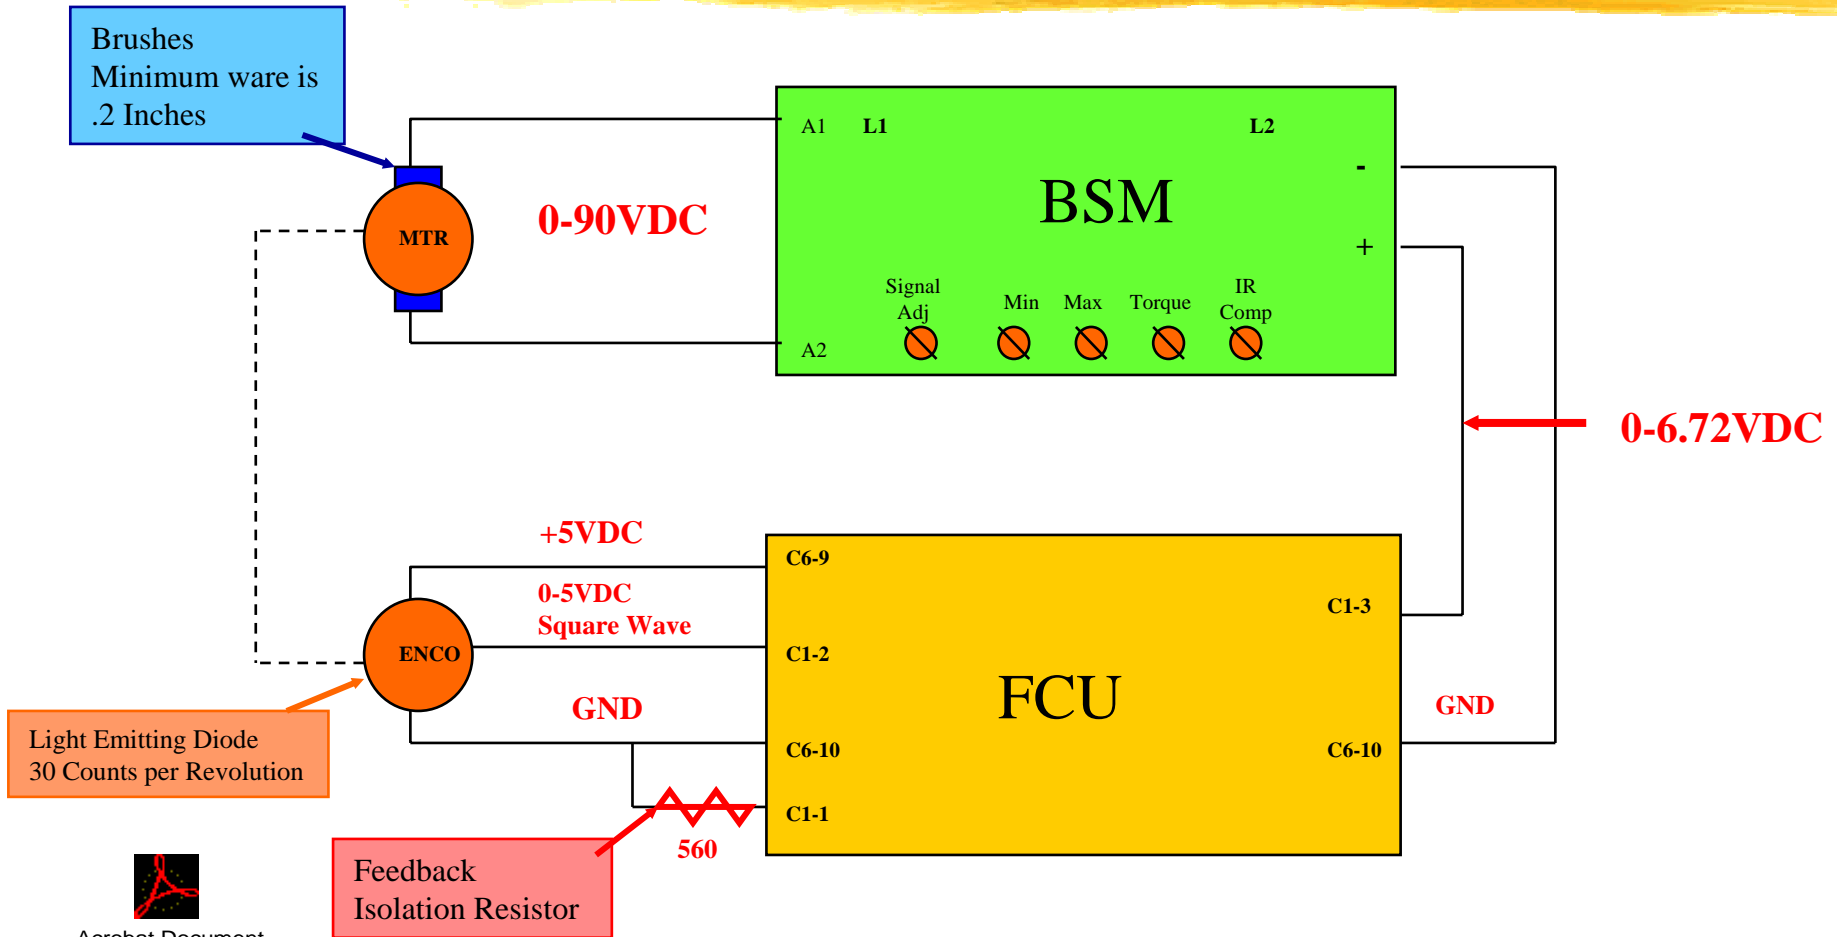 Brushes
Minimum ware is
.2 Inches
A1 L1 L2
-
BSM
+
MTR
0-90VDC
Signal
Adj
Min Max Torque
IR
Comp
A2
0-6.72VDC
+5VDC
C6-9
0-5VDC
Square Wave
C1-3
ENCO
C1-2
FCU
GND
GND
Light Emitting Diode
30 Counts per Revolution
C6-10
C6-10
C1-1
560
Feedback
Isolation Resistor
Acrobat Document